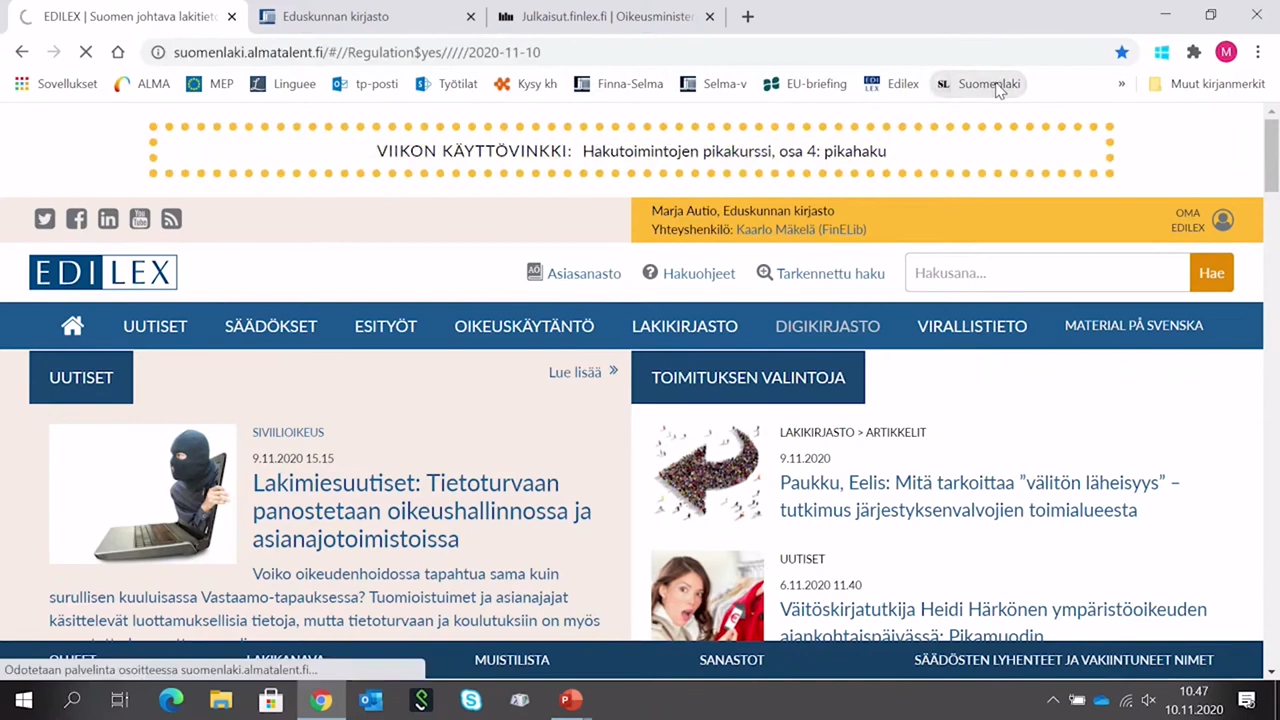 EDILEX | Suomen johtava lakitieto
Eduskunnan kirjasto
Julkaisut.finlex.fi | Oikeusminister
suomenlaki.almatalent.fi/#//Regulation$yes/////2020-11-10
M
Sovellukset
ALMA
MEP
Linguee
tp-posti
Työtilat
Kysy kh
Finna-Selma
Selma-v
EU-briefing
EDI LEX Edilex
SL Suomenlaki
»
Muut kirjanmerkit
VIIKON KÄYTTÖVINKKI: Hakutoimintojen pikakurssi, osa 4: pikahaku
Marja Autio, Eduskunnan kirjasto
Yhteyshenkilö: Kaarlo Mäkelä (FinELib)
OMA
EDILEX
EDILEX
Asiasanasto
Hakuohjeet
Tarkennettu haku
Hakusana...
Hae
UUTISET
SÄÄDÖKSET
ESITYÖT
OIKEUSKÄYTÄNTÖ
LAKIKIRJASTO
DIGIKIRJASTO
VIRALLISTIETO
MATERIAL PÅ SVENSKA
UUTISET
Lue lisää »
TOIMITUKSEN VALINTOJA
SIVIILIOIKEUS
9.11.2020 15.15
Lakimiesuutiset: Tietoturvaan
panostetaan oikeushallinnossa ja
asianajotoimistoissa
Voiko oikeudenhoidossa tapahtua sama kuin
surullisen kuuluisassa Vastaamo-tapauksessa? Tuomioistuimet ja asianajajat
käsittelevät luottamuksellisia tietoja, mutta tietoturvaan ja koulutuksiin on myös
LAKIKIRJASTO > ARTIKKELIT
9.11.2020
Paukku, Eelis: Mitä tarkoittaa ”välitön läheisyys” –
tutkimus järjestyksenvalvojien toimialueesta
UUTISET
6.11.2020 11.40
Väitöskirjatutkija Heidi Härkönen ympäristöoikeuden
ajankohtaispäivässä: Pikamuodin
MUISTILISTA
SANASTOT
SÄÄDÖSTEN LYHENTEET JA VAKIINTUNEET NIMET
Odotetaan palvelinta osoitteessa suomenlaki.almatalent.fi...
10.47
10.11.2020